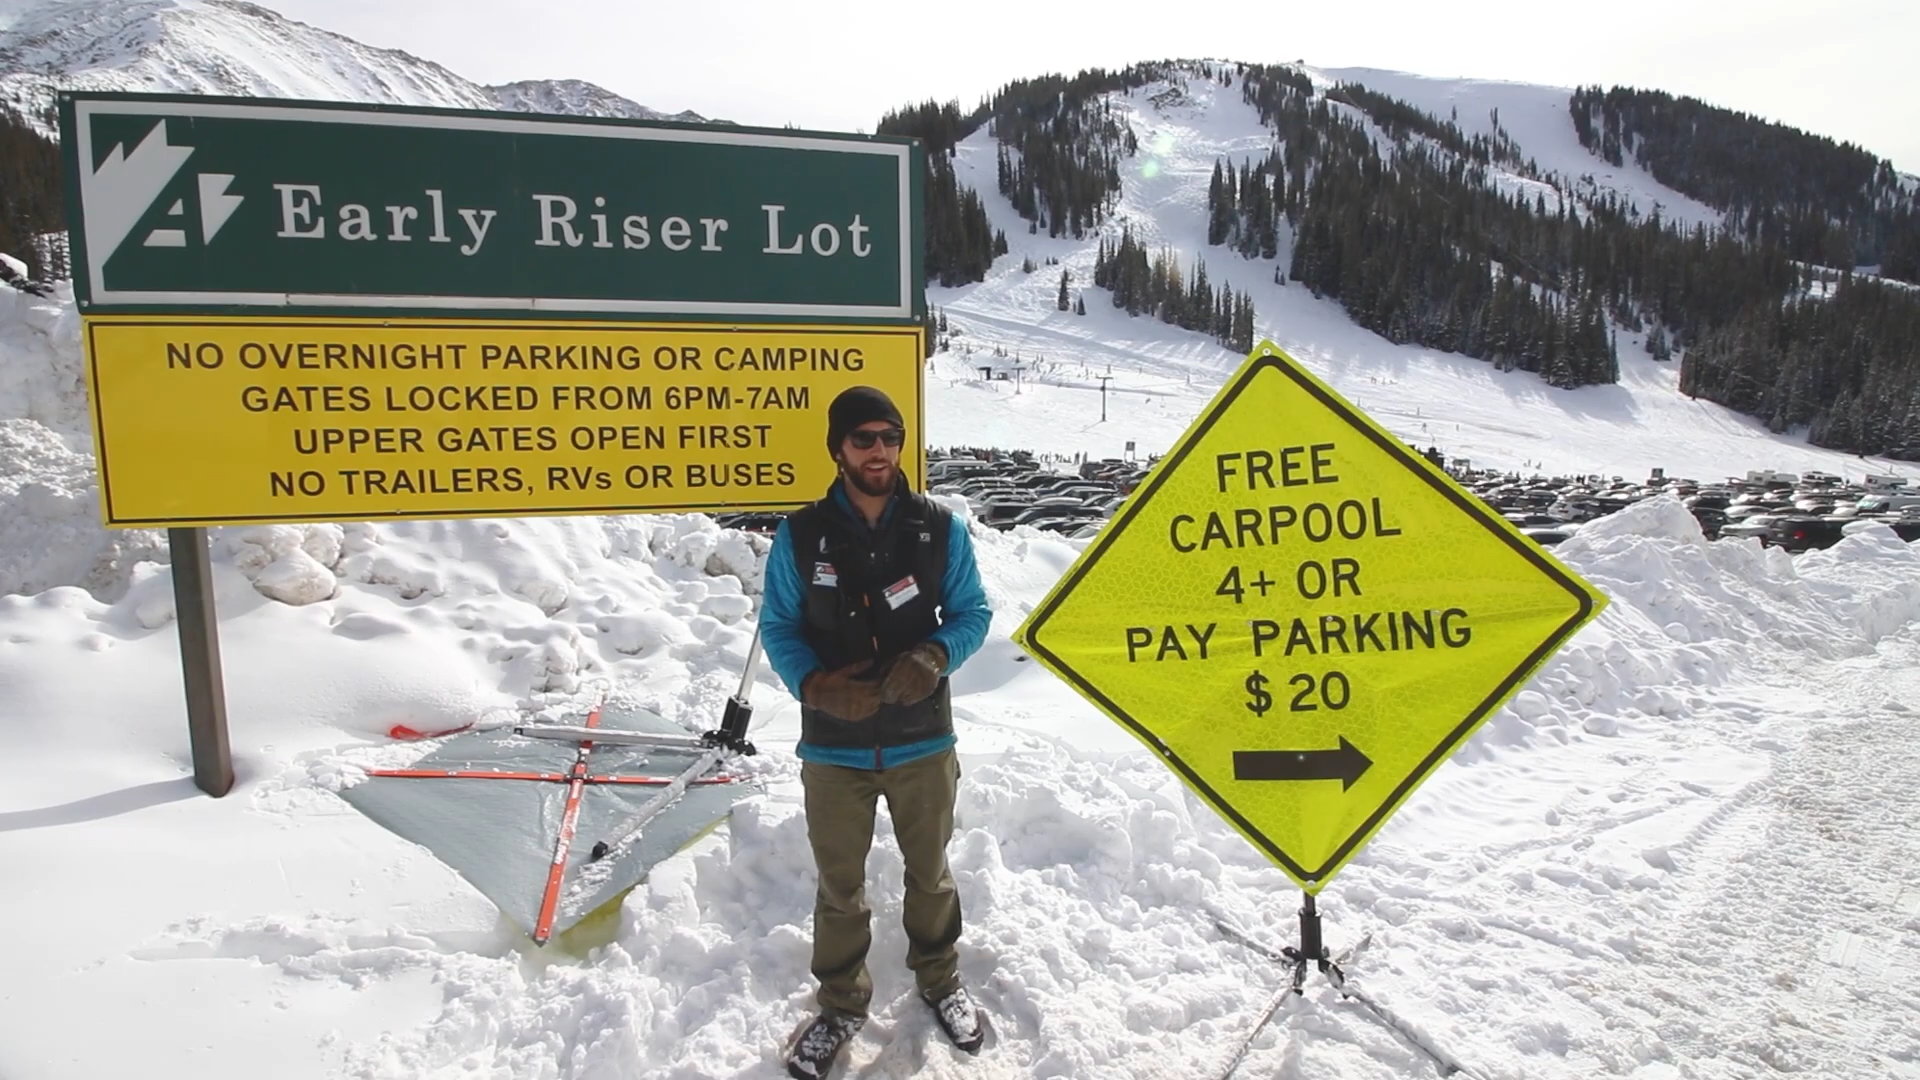 Early Riser Lot
NO OVERNIGHT PARKING OR CAMPING
GATES LOCKED FROM 6PM-7AM
UPPER GATES OPEN FIRST
NO TRAILERS, RVs OR BUSES
FREE
CARPOOL
4+ OR
PAY PARKING
$20